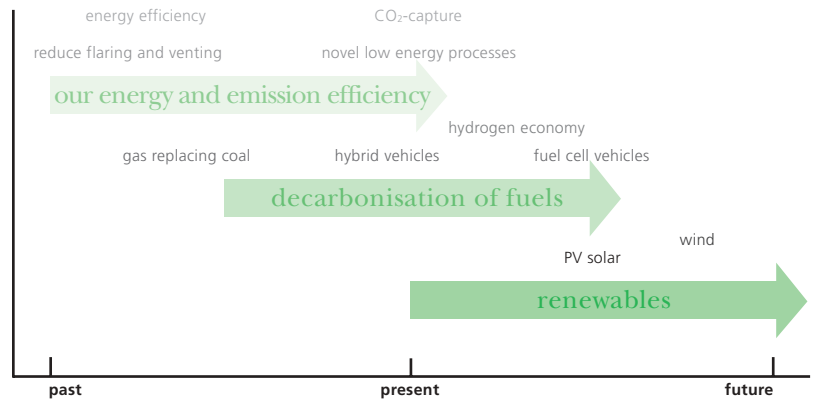 energy efficiency CO₂-capture
reduce flaring and venting novel low energy processes
our energy and emission efficiency
hydrogen economy
gas replacing coal hybrid vehicles fuel cell vehicles
decarbonisation of fuels
wind
PV solar
renewables
past present future